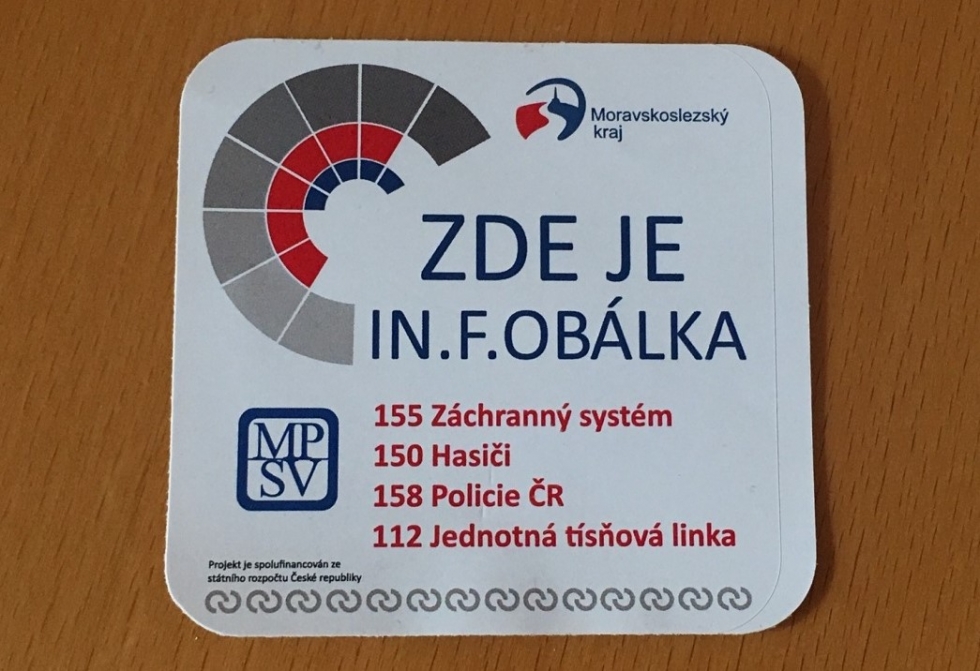 Moravskoslezský
kraj
ZDE JE
IN.F.OBÁLKA
MP
SV
155 Záchranný systém
150 Hasiči
158 Policie ČR
112 Jednotná tísňová linka
Projekt je spolufinancován ze
státního rozpočtu České republiky